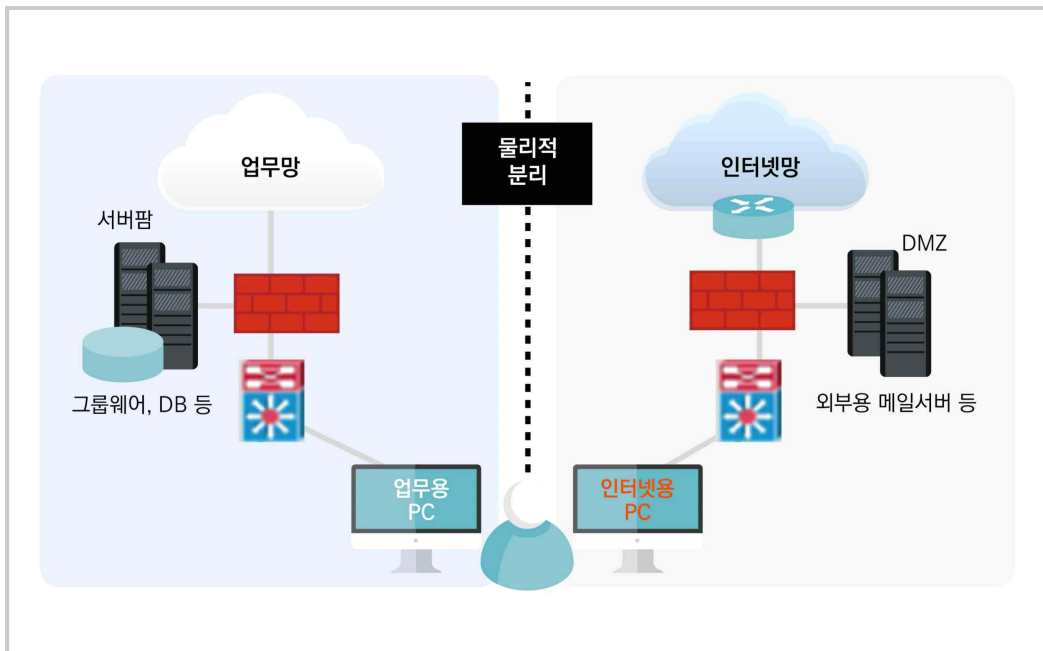 업무망
물리적
분리
인터넷망
서버팜
DMZ
그룹웨어, DB 등
외부용 메일서버 등
업무용
PC
인터넷용
PC